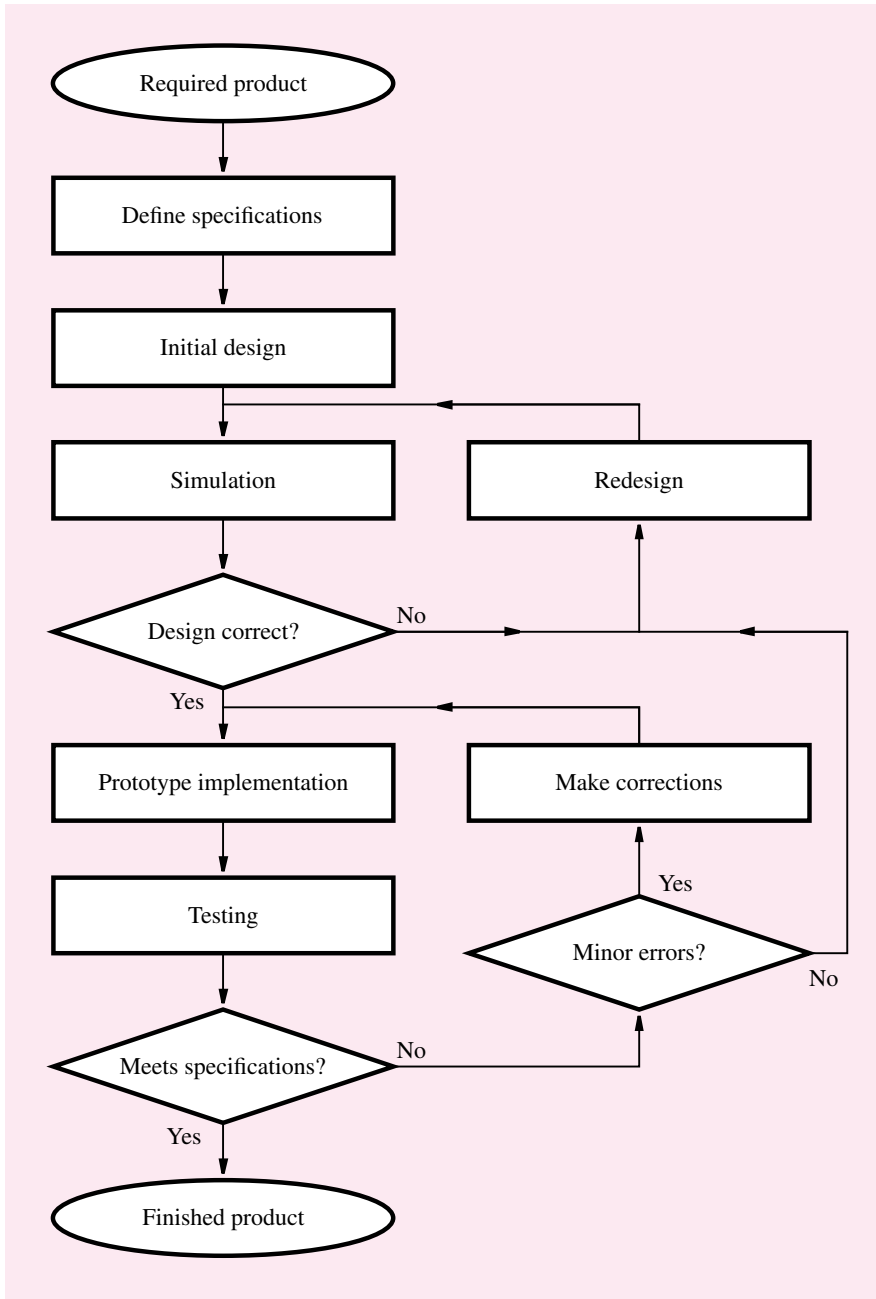 Required product
Define specifications
Initial design
Simulation
Redesign
Design correct?
No
Yes
Prototype implementation
Make corrections
Testing
Yes
Minor errors?
No
Meets specifications?
No
Yes
Finished product